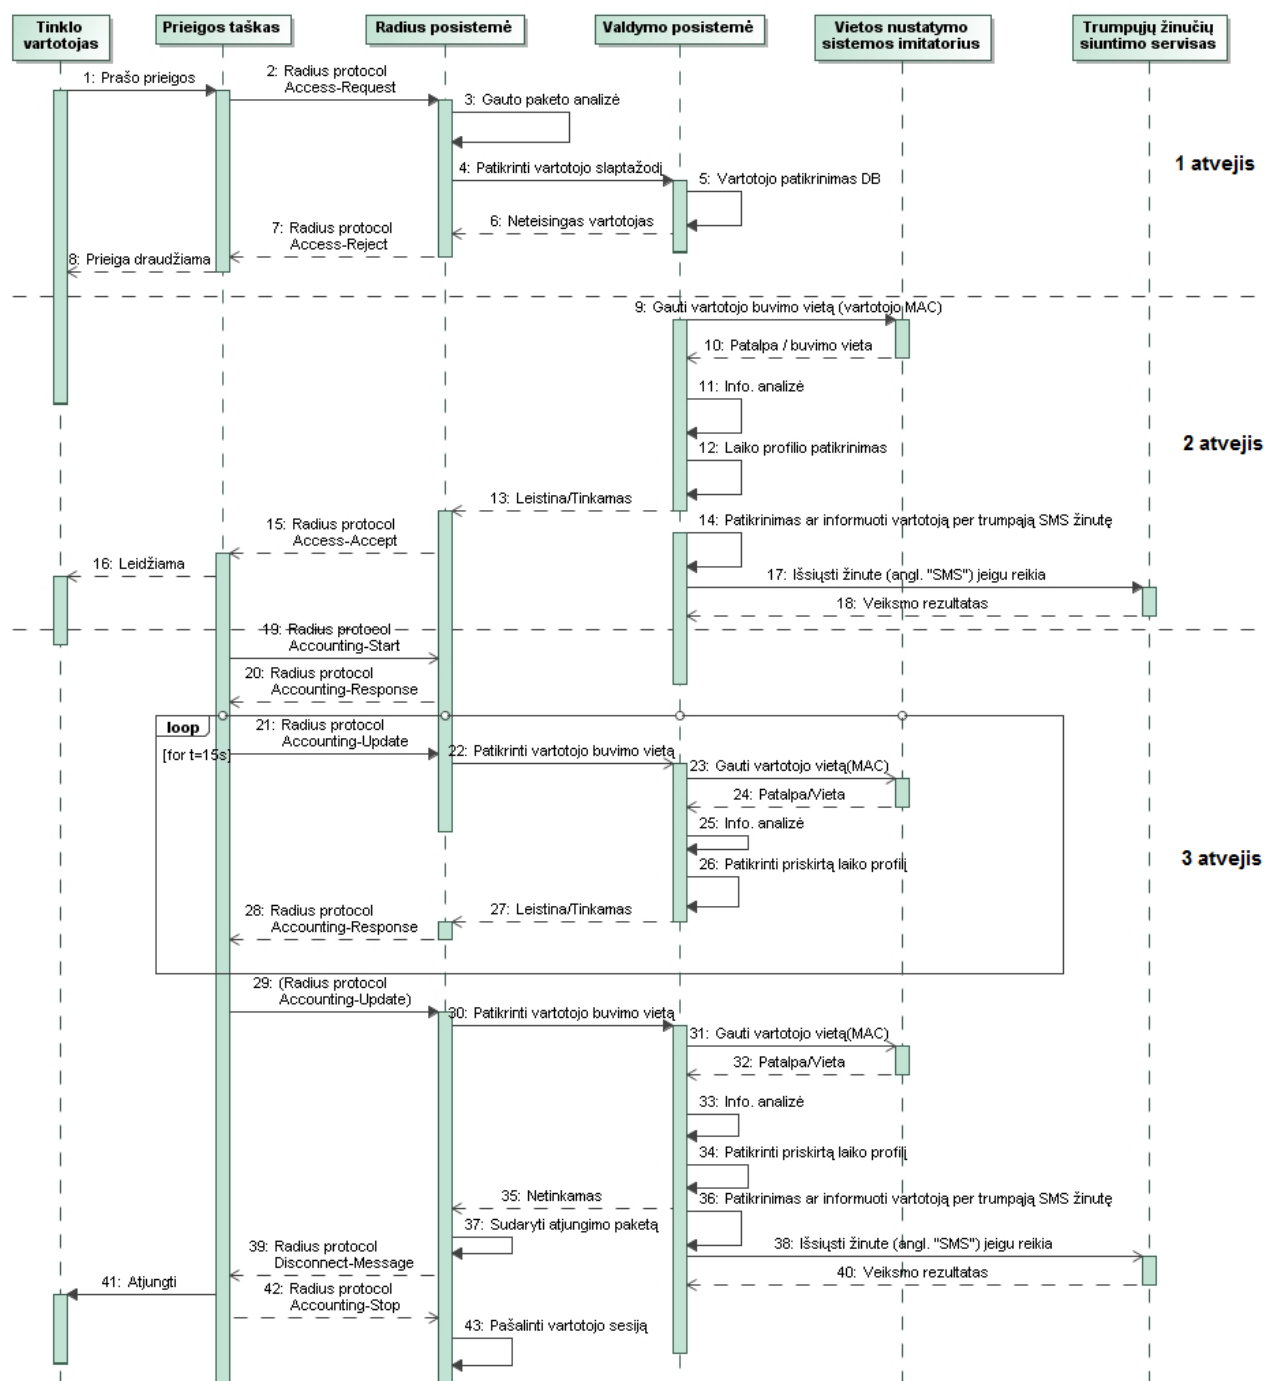 Tinklo
vartotojas
Prieigos taškas
Radius posistemė
Valdymo posistemė
Vietos nustatymo
sistemos imitatorius
Trumpųjų žinučių
siuntimo servisas
1: Prašo prieigos
2: Radius protocol
Access-Request
3: Gauto paketo analizė
4: Patikrinti vartotojo slaptažodį
5: Vartotojo patikrinimas DB
6: Neteisingas vartotojas
7: Radius protocol
Access-Reject
8: Prieiga draudžiama
1 atvejis
9: Gauti vartotojo buvimo vietą (vartotojo MAC)
10: Patalpa / buvimo vieta
11: Info. analizė
12: Laiko profilio patikrinimas
13: Leistina/Tinkamas
14: Patikrinimas ar informuoti vartotoją per trumpąją SMS žinutę
15: Radius protocol
Access-Accept
16: Leidžiama
17: Išsiųsti žinute (angl. "SMS") jeigu reikia
18: Veiksmo rezultatas
2 atvejis
19: Radius protocol
Accounting-Start
20: Radius protocol
Accounting-Response
loop
[for t=15s]
21: Radius protocol
Accounting-Update
22: Patikrinti vartotojo buvimo vietą
23: Gauti vartotojo vietą(MAC)
24: Patalpa/Vieta
25: Info. analizė
26: Patikrinti priskirtą laiko profilį
27: Leistina/Tinkamas
28: Radius protocol
Accounting-Response
3 atvejis
29: (Radius protocol
Accounting-Update)
30: Patikrinti vartotojo buvimo vietą
31: Gauti vartotojo vietą(MAC)
32: Patalpa/Vieta
33: Info. analizė
34: Patikrinti priskirtą laiko profilį
35: Netinkamas
36: Patikrinimas ar informuoti vartotoją per trumpąją SMS žinutę
37: Sudaryti atjungimo paketą
38: Išsiųsti žinute (angl. "SMS") jeigu reikia
39: Radius protocol
Disconnect-Message
40: Veiksmo rezultatas
41: Atjungti
42: Radius protocol
Accounting-Stop
43: Pašalinti vartotojo sesiją